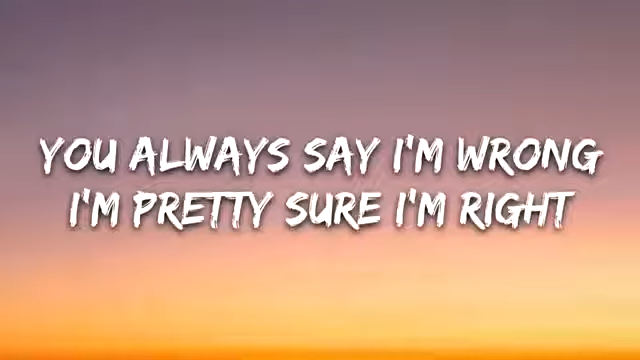 YOU ALWAYS SAY I'M WRONG
I'M PRETTY SURE I'M RIGHT